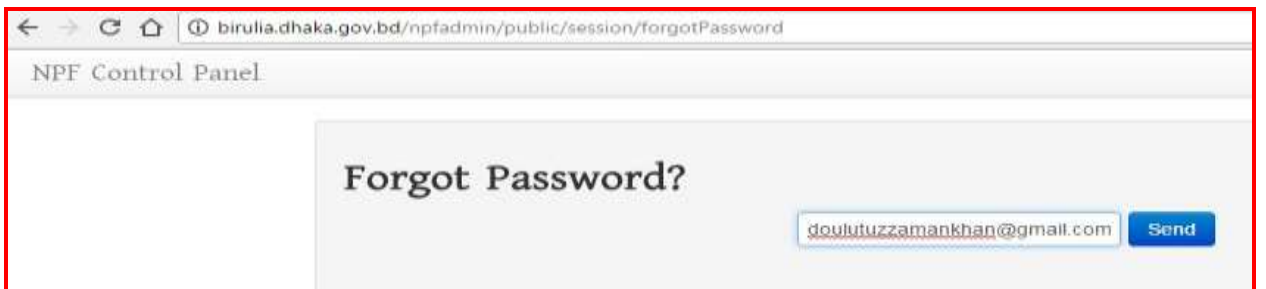 birulia.dhaka.gov.bd/npfadmin/public/session/forgotPassword
NPF Control Panel
Forgot Password?
doulutuzzamankhan@gmail.com Send